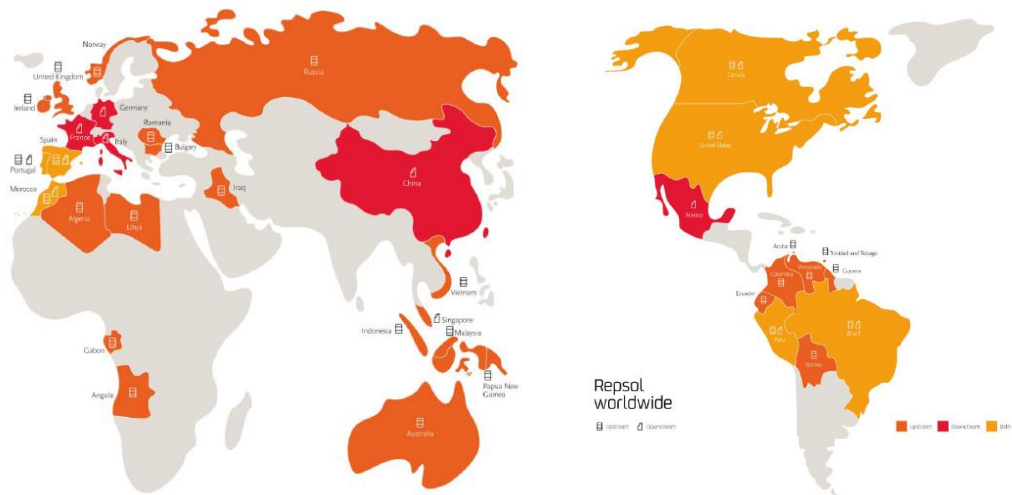 Norway
United Kingdom
Russia
Ireland
Germany
Romania
France
Italy
Bulgary
Spain
Portugal
Morocco
Algeria
Libya
Iraq
China
Vietnam
Singapore
Indonesia
Malaysia
Gabon
Angola
Papua New
Guinea
Australia
Canada
United States
Mexico
Aruba
Trinidad and Tobago
Venezuela
Colombia
Guyana
Ecuador
Peru
Brazil
Bolivia
Repsol
worldwide
Upstream
Downstream
Upstream
Downstream
Both